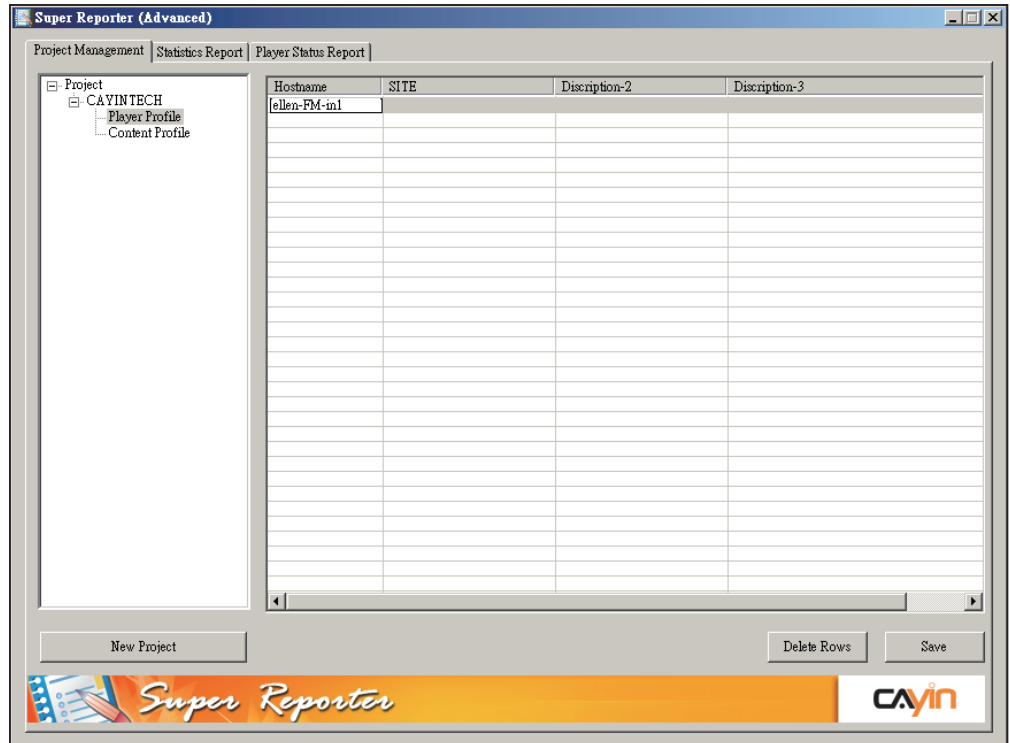 Super Reporter (Advanced)
Project Management Statistics Report Player Status Report
Project
CAYINTECH
Player Profile
Content Profile
Hostname SITE Discription-2 Discription-3
ellen-FM-in1
New Project Delete Rows Save
Super Reporter
CAYIN